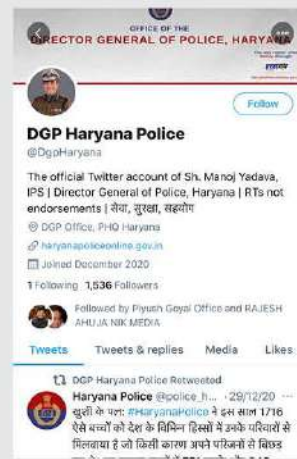 OFFICE OF THE
DIRECTOR GENERAL OF POLICE, HARYANA
Follow
DGP Haryana Police
@DgpHaryana
The official Twitter account of Sh. Manoj Yadava,
IPS | Director General of Police, Haryana | RTs not
endorsements | सेवा, सुरक्षा, सहयोग
DGP Office, PHQ Haryana
haryanapoliceonline.gov.in
Joined December 2020
1 Following 1,536 Followers
Followed by Piyush Goyal Office and RAJESH
AHUJA NIK MEDIA
Tweets Tweets & replies Media Likes
DGP Haryana Police Retweeted
Haryana Police @police_h... · 29/12/20
खुशी के पल: #HaryanaPolice ने इस साल 1716
ऐसे बच्चों को देश के विभिन्न हिस्सों में उनके परिवारों से
मिलवाया है जो किसी कारण अपने परिजनों से बिछड़